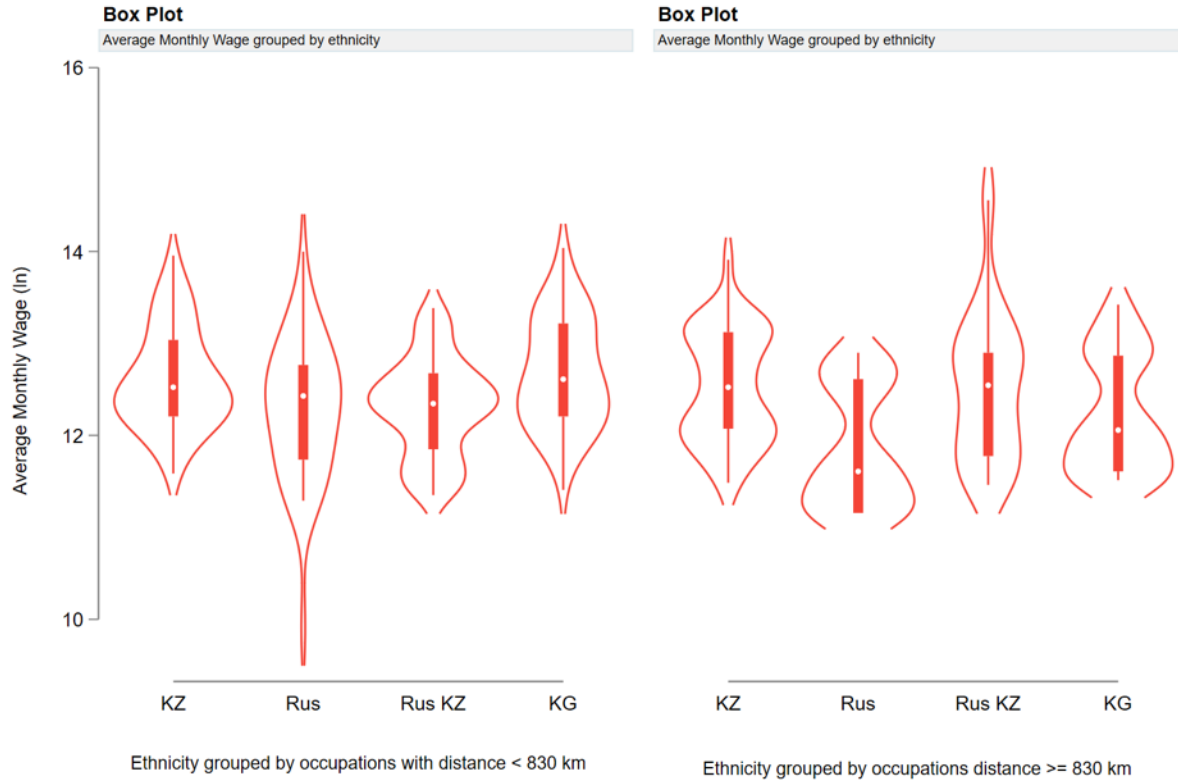 Box Plot
Average Monthly Wage grouped by ethnicity
Box Plot
Average Monthly Wage grouped by ethnicity
Average Monthly Wage (ln)
16
14
12
10
KZ
Rus
Rus KZ
KG
Ethnicity grouped by occupations with distance < 830 km
KZ
Rus
Rus KZ
KG
Ethnicity grouped by occupations distance >= 830 km